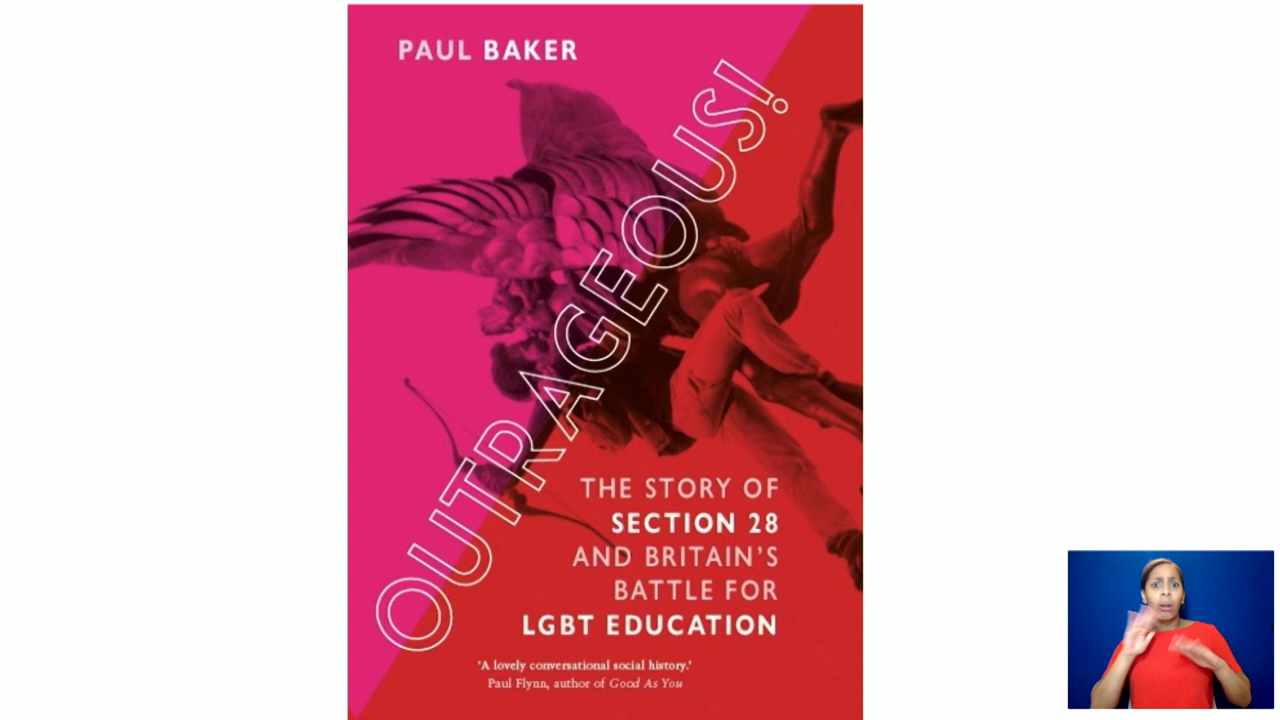 PAUL BAKER
OUTRAGEOUS!
THE STORY OF
SECTION 28
AND BRITAIN'S
BATTLE FOR
LGBT EDUCATION
'A lovely conversational social history.'
Paul Flynn, author of Good As You